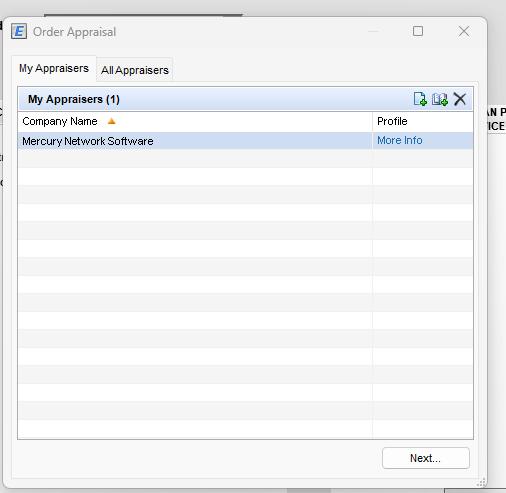 Order Appraisal
My Appraisers All Appraisers
My Appraisers (1)
Company Name Profile
Mercury Network Software More Info
Next...